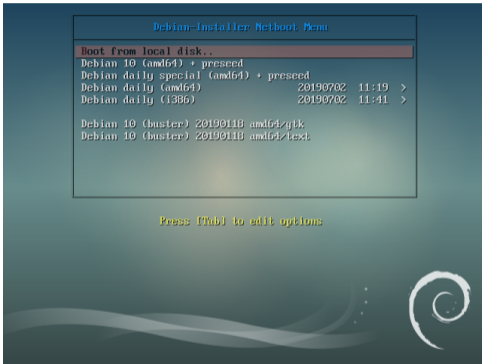 Debian-Installer Netboot Menu
Boot from local disk..
Debian 10 (amd64) + preseed
Debian daily special (amd64) + preseed
Debian daily (amd64) 20190702 11:19 >
Debian daily (i386) 20190702 11:41 >
Debian 10 (buster) 20190118 amd64/gtk
Debian 10 (buster) 20190118 amd64/text
Press [Tab] to edit options